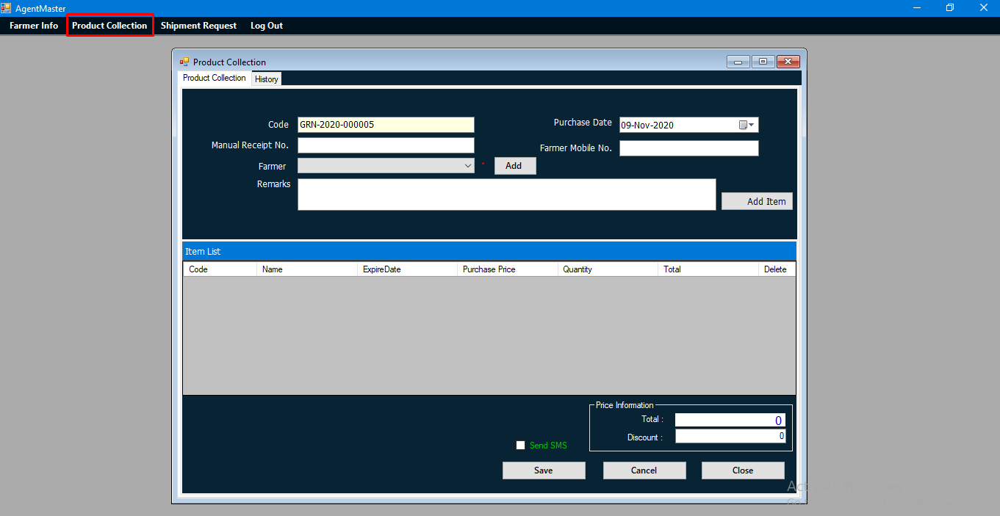 AgentMaster
Farmer Info Product Collection Shipment Request Log Out
Product Collection
Product Collection History
Code GRN-2020-000005 Purchase Date 09-Nov-2020
Manual Receipt No. Farmer Mobile No.
Farmer * Add
Remarks
Add Item
Item List
Code Name ExpireDate Purchase Price Quantity Total Delete
Price Information
Total : 0
Discount : 0
Send SMS
Save Cancel Close